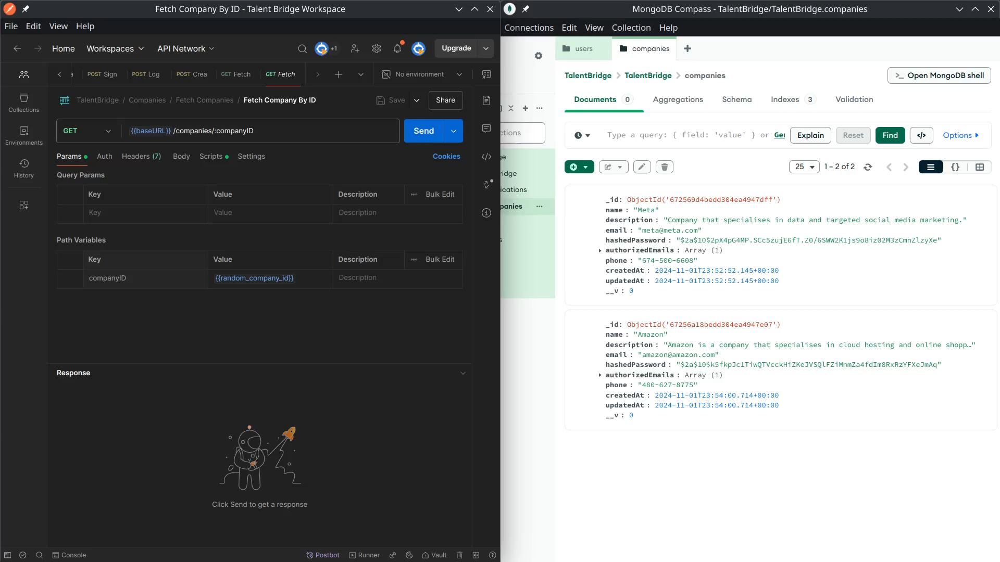 Fetch Company By ID - Talent Bridge Workspace
File Edit View Help
Home Workspaces API Network +1 Upgrade
POST Sign POST Log POST Crea GET Fetch GET Fetch No environment
HTTP TalentBridge / Companies / Fetch Companies / Fetch Company By ID Save Share
Collections
Environments
History
GET {{baseURL}} /companies/:companyID Send
Params Auth Headers (7) Body Scripts Settings Cookies
Query Params
Key Value Description Bulk Edit
Key Value Description
Path Variables
Key Value Description Bulk Edit
companyID {{random_company_id}} Description
Response
Click Send to get a response
Console Postbot Runner Vault
MongoDB Compass - TalentBridge/TalentBridge.companies
Connections Edit View Collection Help
users companies
TalentBridge > TalentBridge > companies >_ Open MongoDB shell
Documents 0 Aggregations Schema Indexes 3 Validation
ctions
ge
ridge
ications
panies
s
Type a query: { field: 'value' } or Ger Explain Reset Find </> Options
25 1 – 2 of 2 {}
_id: ObjectId('672569d4bedd304ea4947dff')
name : "Meta"
description : "Company that specialises in data and targeted social media marketing."
email : "meta@meta.com"
hashedPassword : "$2a$10$2pX4pG4MP.SCc5zujE6fT.Z0/6SWW2K1js9o8iz02M3zCmnZlzyXe"
authorizedEmails : Array (1)
phone : "674-500-6608"
createdAt : 2024-11-01T23:52:52.145+00:00
updatedAt : 2024-11-01T23:52:52.145+00:00
__v : 0
_id: ObjectId('67256a18bedd304ea4947e07')
name : "Amazon"
description : "Amazon is a company that specialises in cloud hosting and online shopp…"
email : "amazon@amazon.com"
hashedPassword : "$2a$10$k5fkpJc1TiwQTVcckHiZKeJVSQlFZiMnmZa4fdIm8RxRzYFXeJmAq"
authorizedEmails : Array (1)
phone : "480-627-8775"
createdAt : 2024-11-01T23:54:00.714+00:00
updatedAt : 2024-11-01T23:54:00.714+00:00
__v : 0